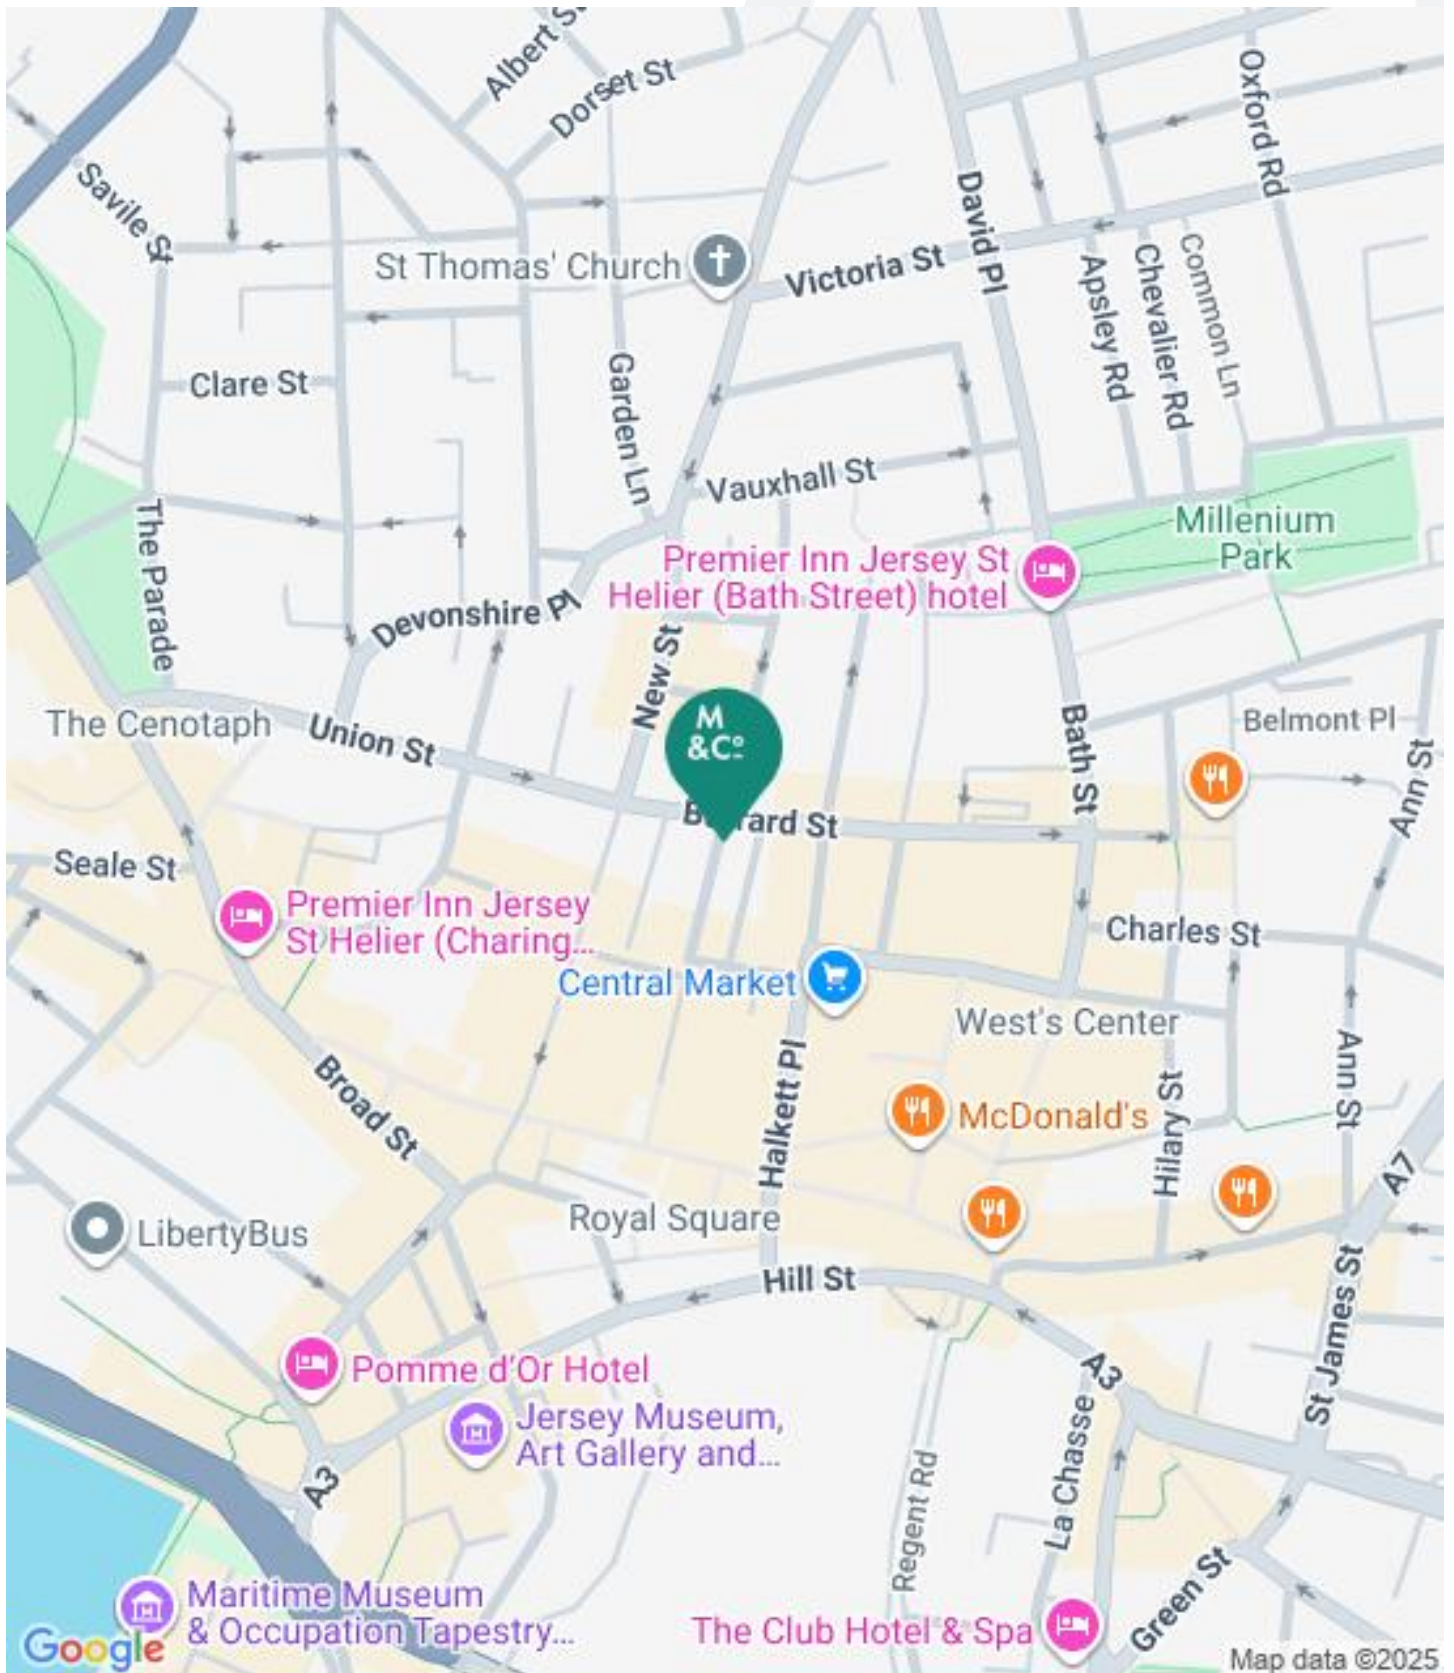 Albert St
Dorset St
Oxford Rd
Savile St
David Pl
St Thomas' Church
Victoria St
Apsley Rd
Chevalier Rd
Common Ln
Clare St
Garden Ln
Vauxhall St
The Parade
Millenium
Park
Premier Inn Jersey St
Helier (Bath Street) hotel
Devonshire Pl
New St
M
&Co
The Cenotaph
Union St
Bath St
Belmont Pl
Ann St
rard St
Seale St
Premier Inn Jersey
St Helier (Charing...
Charles St
Central Market
West's Center
Broad St
Halkett Pl
McDonald's
Hilary St
Ann St
A7
LibertyBus
Royal Square
Hill St
St James St
Pomme d'Or Hotel
A3
Jersey Museum,
Art Gallery and...
A3
Regent Rd
La Chasse
Green St
Maritime Museum
& Occupation Tapestry...
The Club Hotel & Spa
Google
Map data ©2025